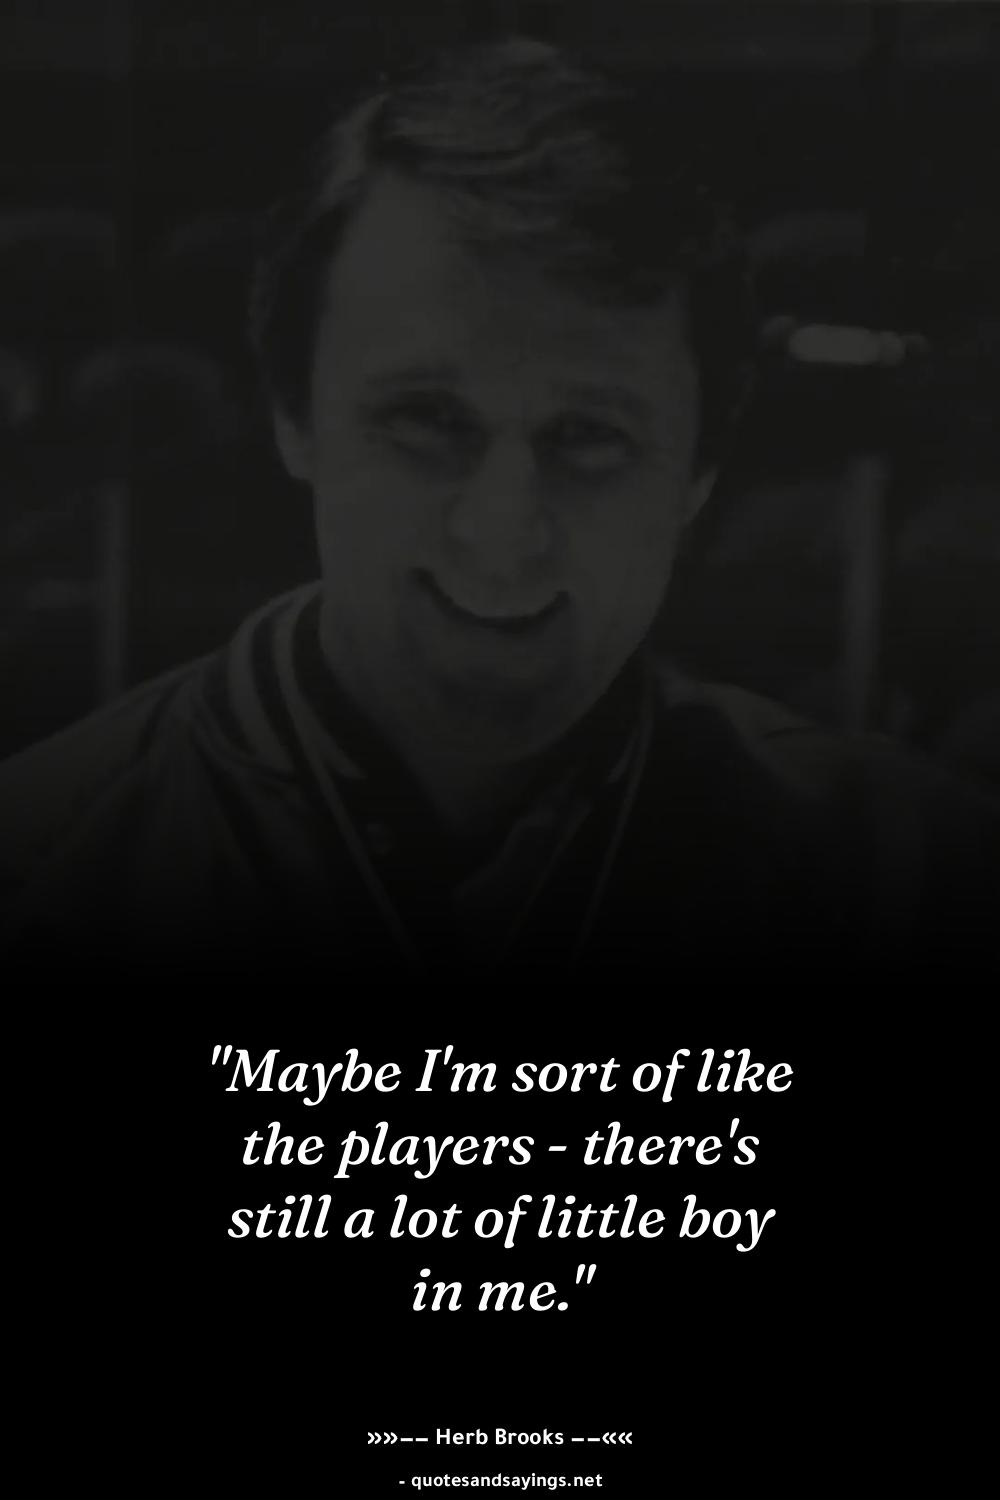 "Maybe I'm sort of like
the players - there's
still a lot of little boy
in me."
»»−− Herb Brooks −−««
- quotesandsayings.net